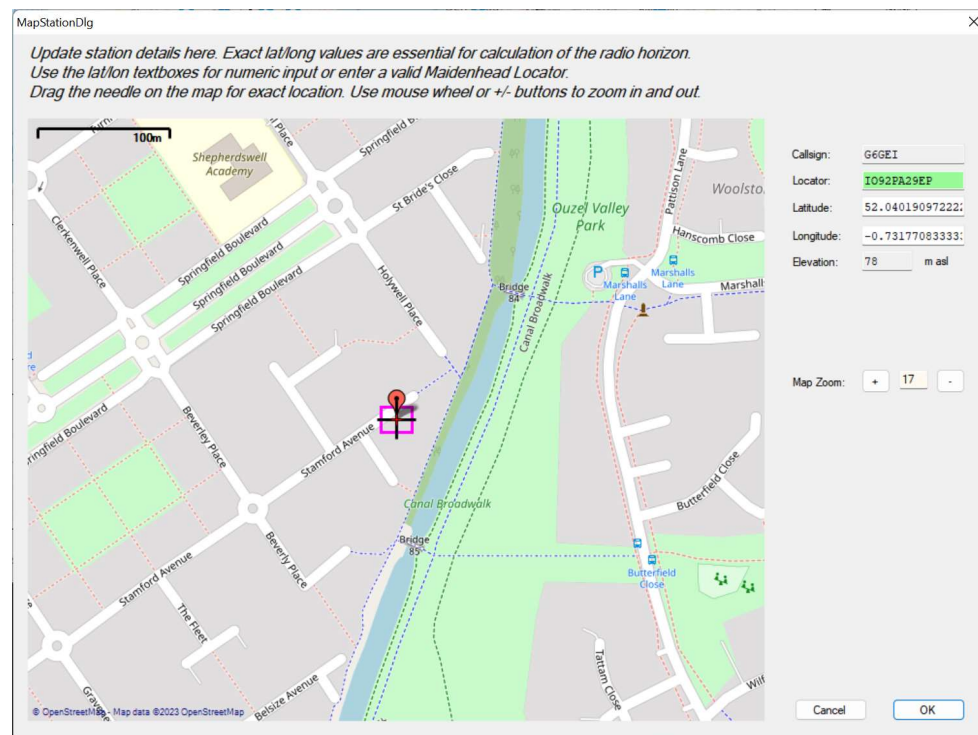 MapStationDlg
Update station details here. Exact lat/long values are essential for calculation of the radio horizon.
Use the lat/lon textboxes for numeric input or enter a valid Maidenhead Locator.
Drag the needle on the map for exact location. Use mouse wheel or +/- buttons to zoom in and out.
100m
Shepherdswell
Academy
Springfield Boulevard
St Bride's Close
Pattison Lane
Woolsto
Ouzel Valley
Park
Clerkenwell Place
Springfield Boulevard
Springfield Boulevard
Springfield Boulevard
Holywell Place
Hanscomb Close
P
Marshalls
Lane
Marshalls
Lane
Marshall
Bridge
84
Canal Broadwalk
Springfield Boulevard
Beverley Place
Stamford Avenue
Canal Broadwalk
Butterfield Close
Bridge
85
Beverly Place
Butterfield
Close
Stamford Avenue
The Fleet
Belsize Avenue
Tattam Close
© OpenStreetMap - Map data ©2023 OpenStreetMap
Callsign: G6GEI
Locator: IO92PA29EP
Latitude: 52.04019097222
Longitude: -0.73177083333
Elevation: 78 m asl
Map Zoom: + 17 -
Cancel OK